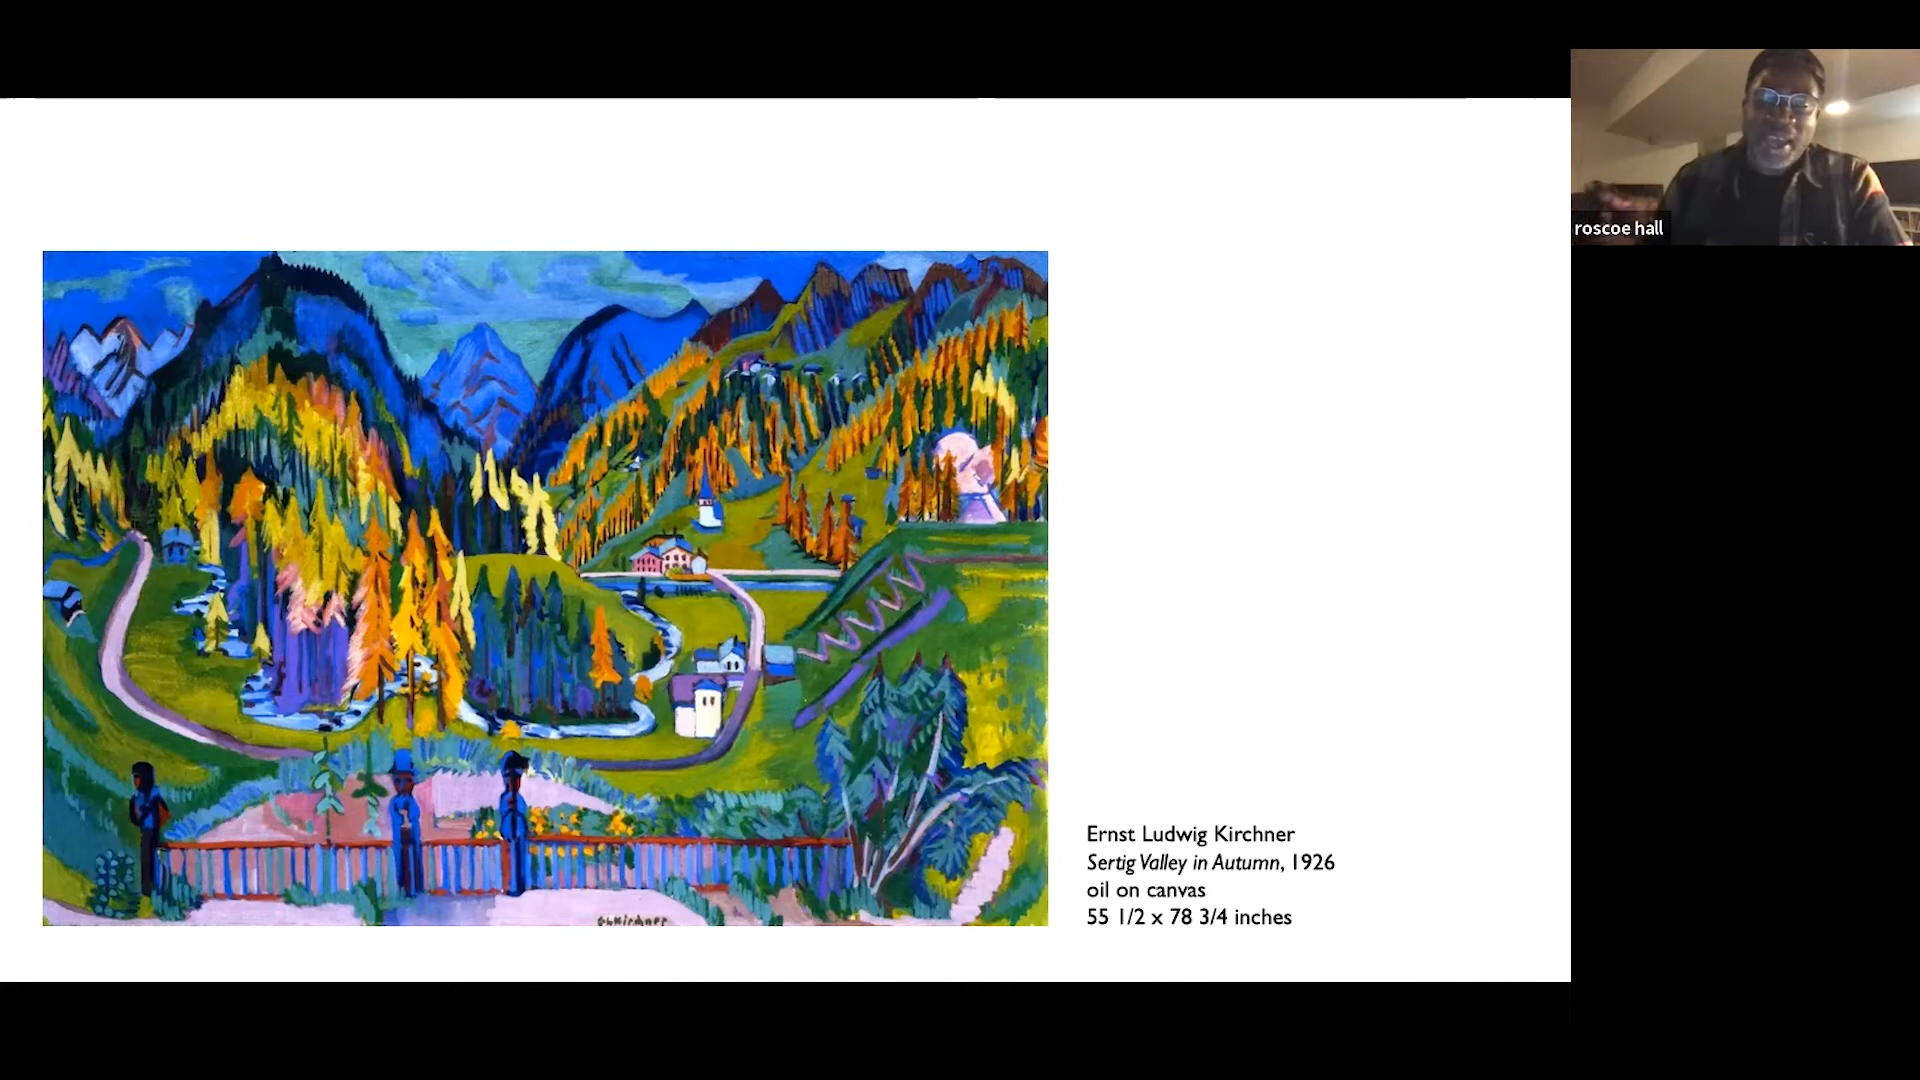 roscoe hall
Ernst Ludwig Kirchner
Sertig Valley in Autumn, 1926
oil on canvas
55 1/2 x 78 3/4 inches